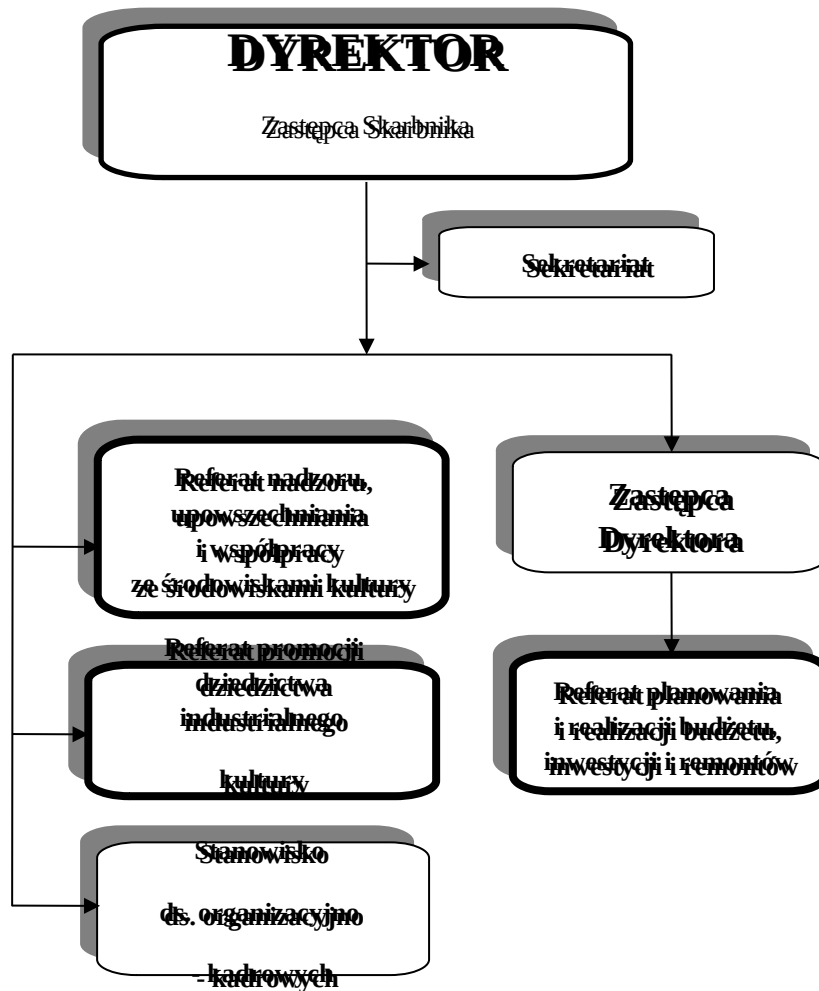 DYREKTOR
Zastępca Skarbnika
Sekretariat
Referat nadzoru,
upowszechniania
i współpracy
ze środowiskami kultury
Zastępca
Dyrektora
Referat promocji
dziedzictwa
industrialnego
kultury
Referat planowania
i realizacji budżetu,
inwestycji i remontów
Stanowisko
ds. organizacyjno
- kadrowych